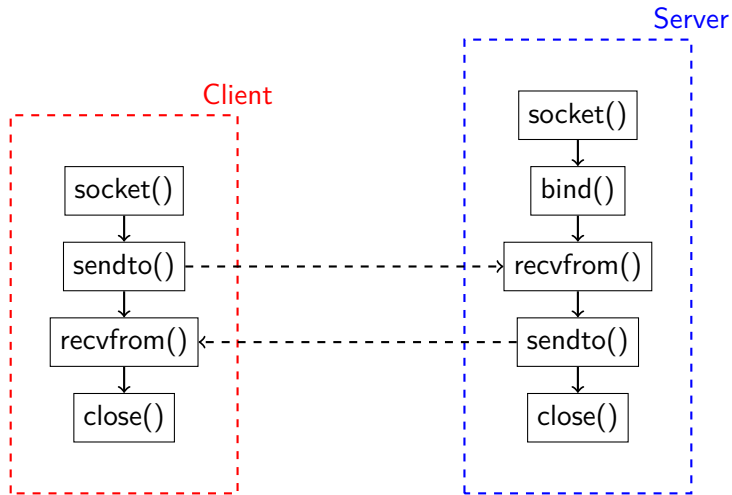 Client
socket()
sendto()
recvfrom()
close()
Server
socket()
bind()
recvfrom()
sendto()
close()